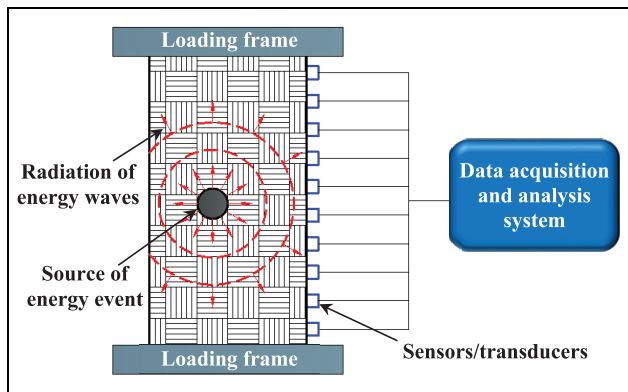 Loading frame
Radiation of
energy waves
Data acquisition
and analysis
system
Source of
energy event
Sensors/transducers
Loading frame